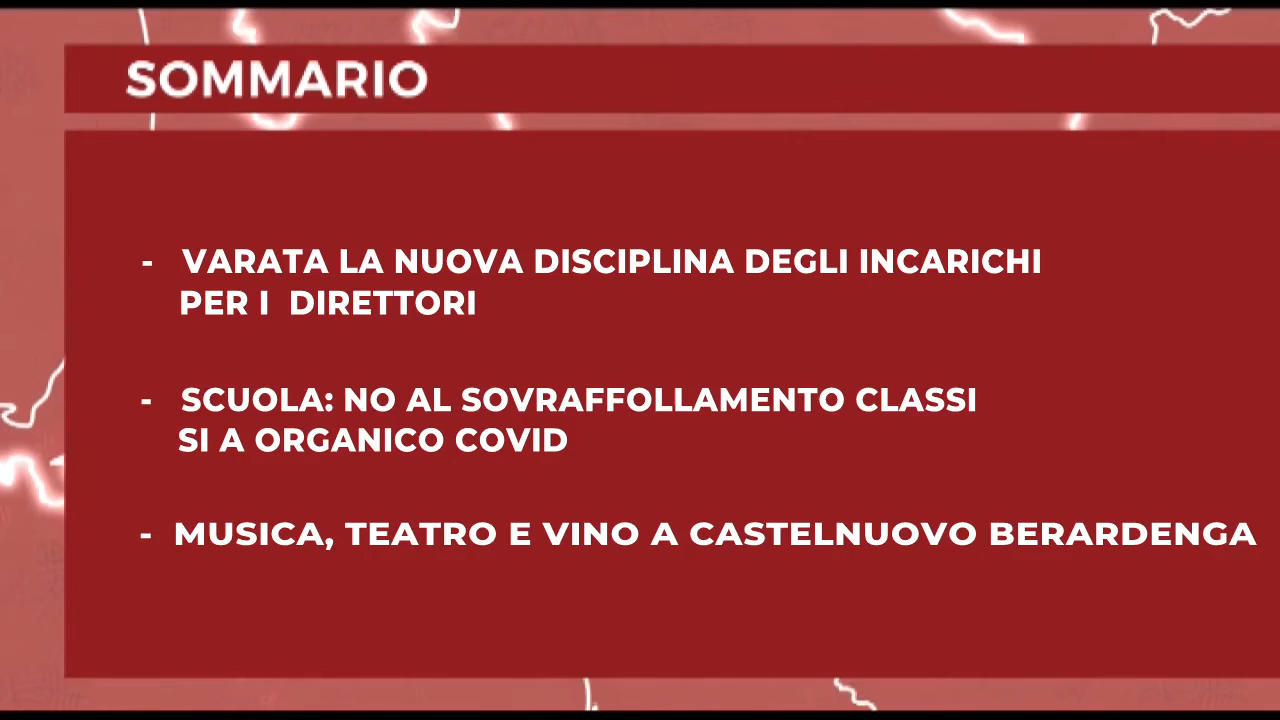 SOMMARIO
- VARATA LA NUOVA DISCIPLINA DEGLI INCARICHI
PER I DIRETTORI
- SCUOLA: NO AL SOVRAFFOLLAMENTO CLASSI
SI A ORGANICO COVID
- MUSICA, TEATRO E VINO A CASTELNUOVO BERARDENGA